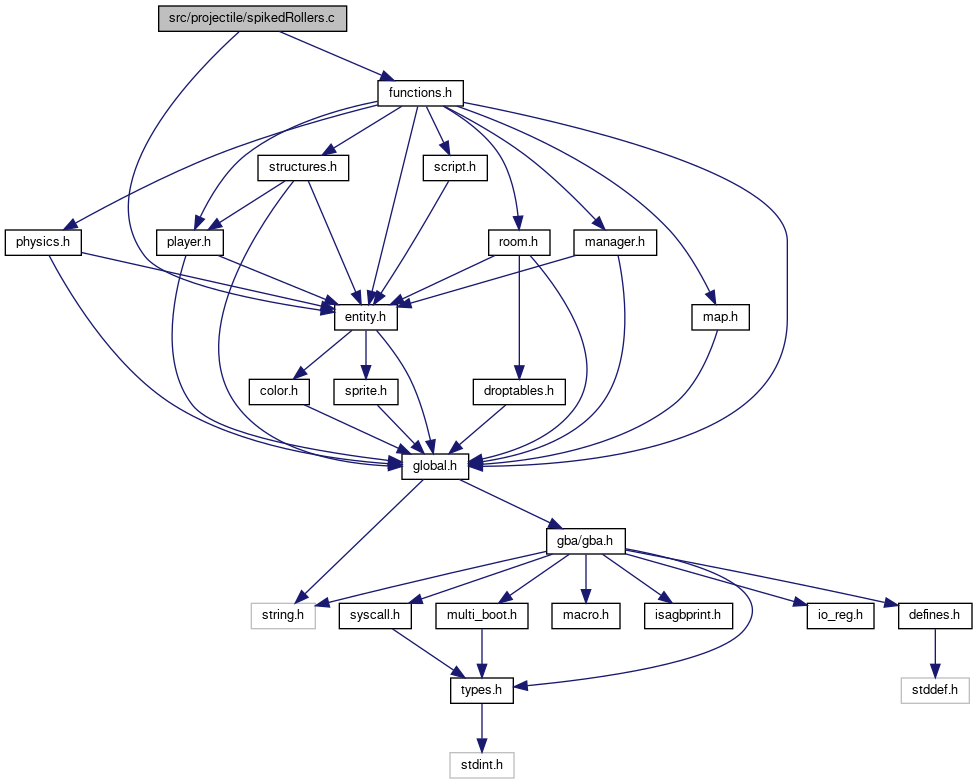 src/projectile/spikedRollers.c
functions.h
structures.h
script.h
physics.h
player.h
room.h
manager.h
entity.h
map.h
color.h
sprite.h
droptables.h
global.h
gba/gba.h
string.h
syscall.h
multi_boot.h
macro.h
isagbprint.h
io_reg.h
defines.h
types.h
stddef.h
stdint.h